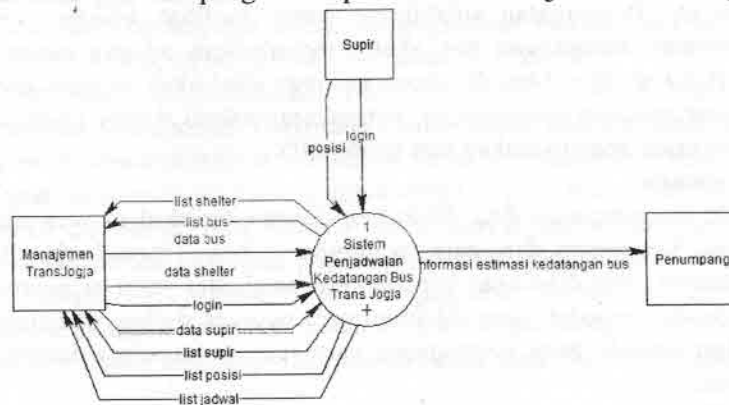 Supir
posisi
login
list shelter
list bus
data bus
Manajemen
TransJogja
data shelter
login
data supir
list supir
list posisi
list jadwal
1
Sistem
Penjadwalan
Kedatangan Bus
Trans Jogja
+
informasi estimasi kedatangan bus
Penumpang